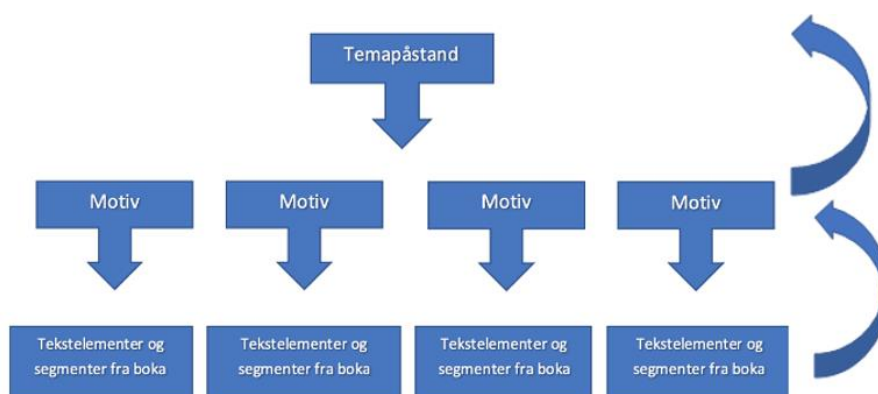 Temapåstand
Motiv
Motiv
Motiv
Motiv
Tekstelementer og
segmenter fra boka
Tekstelementer og
segmenter fra boka
Tekstelementer og
segmenter fra boka
Tekstelementer og
segmenter fra boka